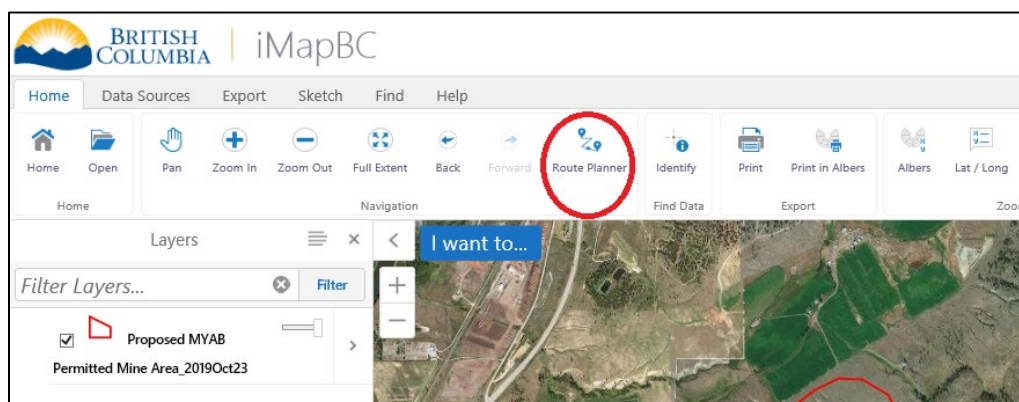 BRITISH
COLUMBIA
iMapBC
Home Data Sources Export Sketch Find Help
Home Open Pan Zoom In Zoom Out Full Extent Back Forward Route Planner Identify Print Print in Albers Albers Lat / Long
Home Navigation Find Data Export Zoo
Layers
I want to...
Filter Layers... Filter
Proposed MYAB
Permitted Mine Area_2019Oct23